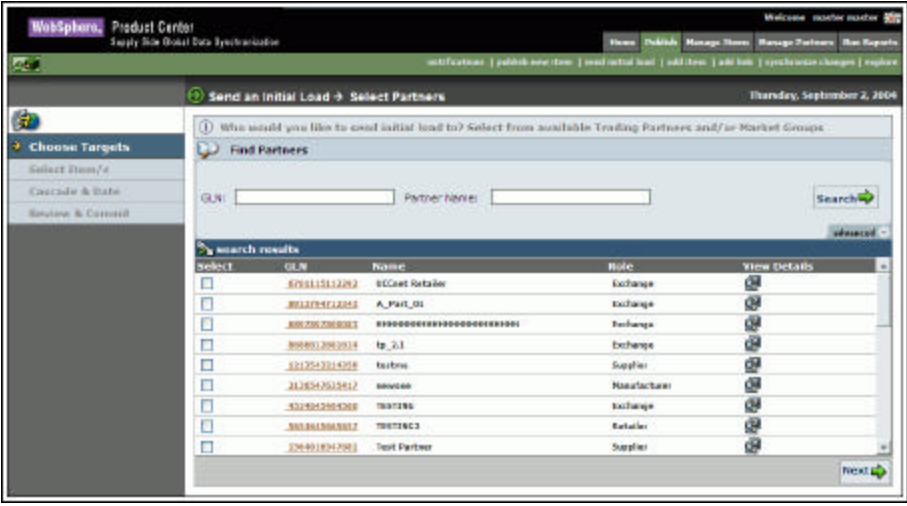 WebSphere. Product Center
Supply Side Global Data Synchronization
Welcome master master
Home Publish Manage Items Manage Partners Run Reports
notifications | publish new item | send initial load | add item | add link | synchronize changes | explore
Send an Initial Load → Select Partners
Thursday, September 2, 2004
Who would you like to send initial load to? Select from available Trading Partners and/or Market Groups
Choose Targets
Select Item/s
Cascade & Date
Review & Commit
Find Partners
GLN:
Partner Name:
Search
advanced
search results
Select GLN Name Role View Details
UCCnet Retailer Exchange
A_Part_01 Exchange
Exchange
tp_2.1 Exchange
Supplier
newone Manufacturer
TESTING Exchange
TESTING2 Retailer
Test Partner Supplier
Next